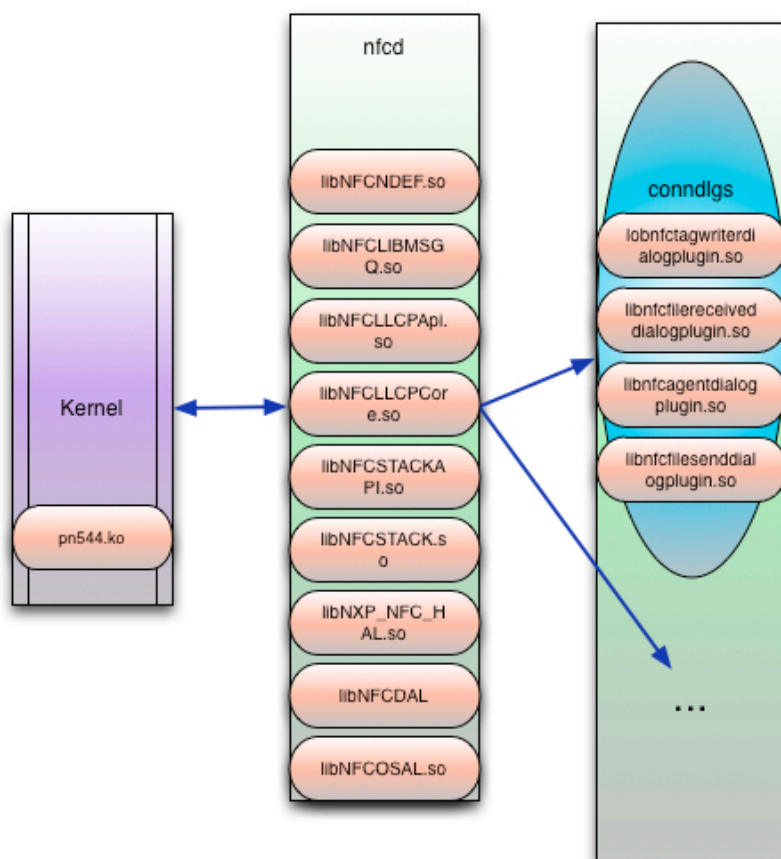 Kernel
pn544.ko
nfcd
libNFCNDEF.so
libNFCLIBMSG
Q.so
libNFCLLCPApi.
so
libNFCLLCPCor
e.so
libNFCSTACKA
PI.so
libNFCSTACK.s
o
libNXP_NFC_H
AL.so
libNFCDAL
libNFCOSAL.so
conndlgs
lobnfctagwriterdi
alogplugin.so
libnfcfilereceived
dialogplugin.so
libnfcagentdialog
plugin.so
libnfcfilesenddial
ogplugin.so
...